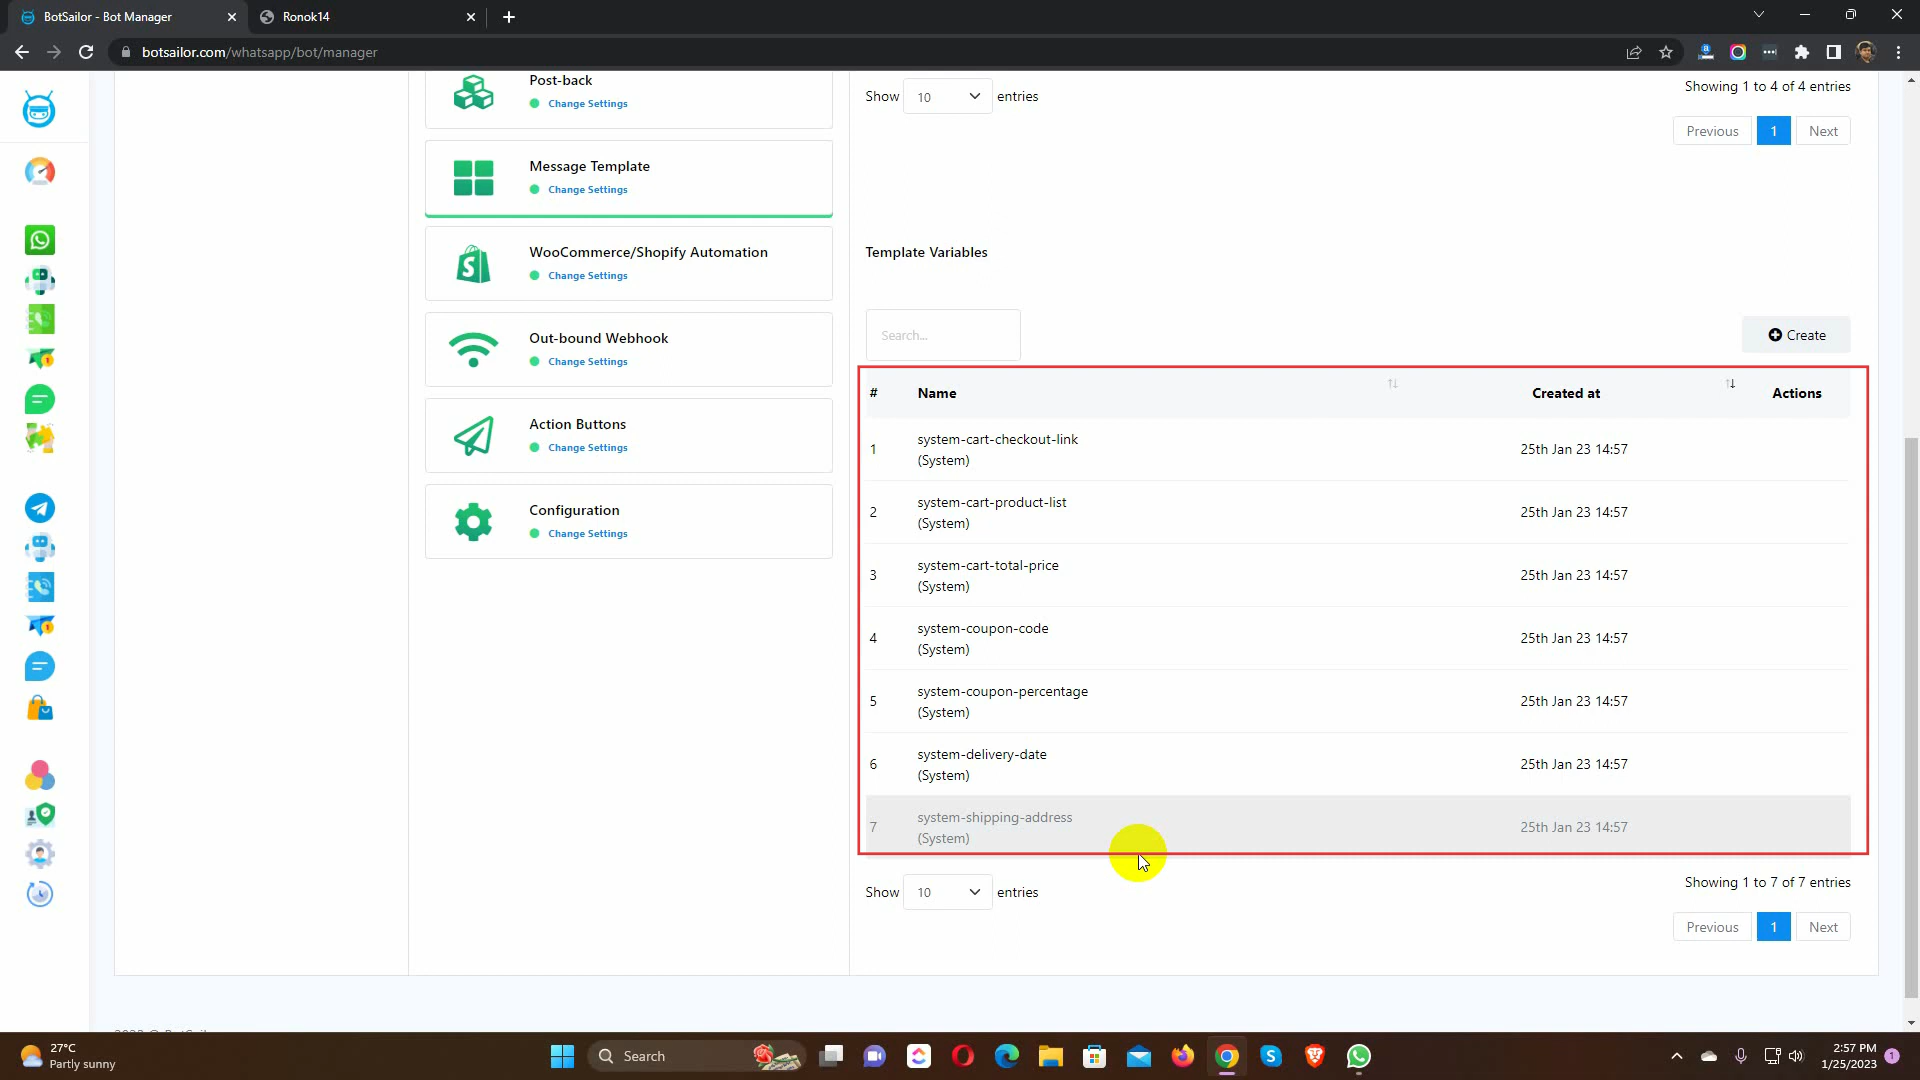 BotSailor - Bot Manager
Ronok14
botsailor.com/whatsapp/bot/manager
Post-back
Change Settings
Message Template
Change Settings
WooCommerce/Shopify Automation
Change Settings
Out-bound Webhook
Change Settings
Action Buttons
Change Settings
Configuration
Change Settings
Show 10 entries
Showing 1 to 4 of 4 entries
Previous 1 Next
Template Variables
Search...
Create
# Name Created at Actions
1 system-cart-checkout-link (System) 25th Jan 23 14:57
2 system-cart-product-list (System) 25th Jan 23 14:57
3 system-cart-total-price (System) 25th Jan 23 14:57
4 system-coupon-code (System) 25th Jan 23 14:57
5 system-coupon-percentage (System) 25th Jan 23 14:57
6 system-delivery-date (System) 25th Jan 23 14:57
7 system-shipping-address (System) 25th Jan 23 14:57
Show 10 entries
Showing 1 to 7 of 7 entries
Previous 1 Next
27°C
Partly sunny
Search
2:57 PM
1/25/2023
1